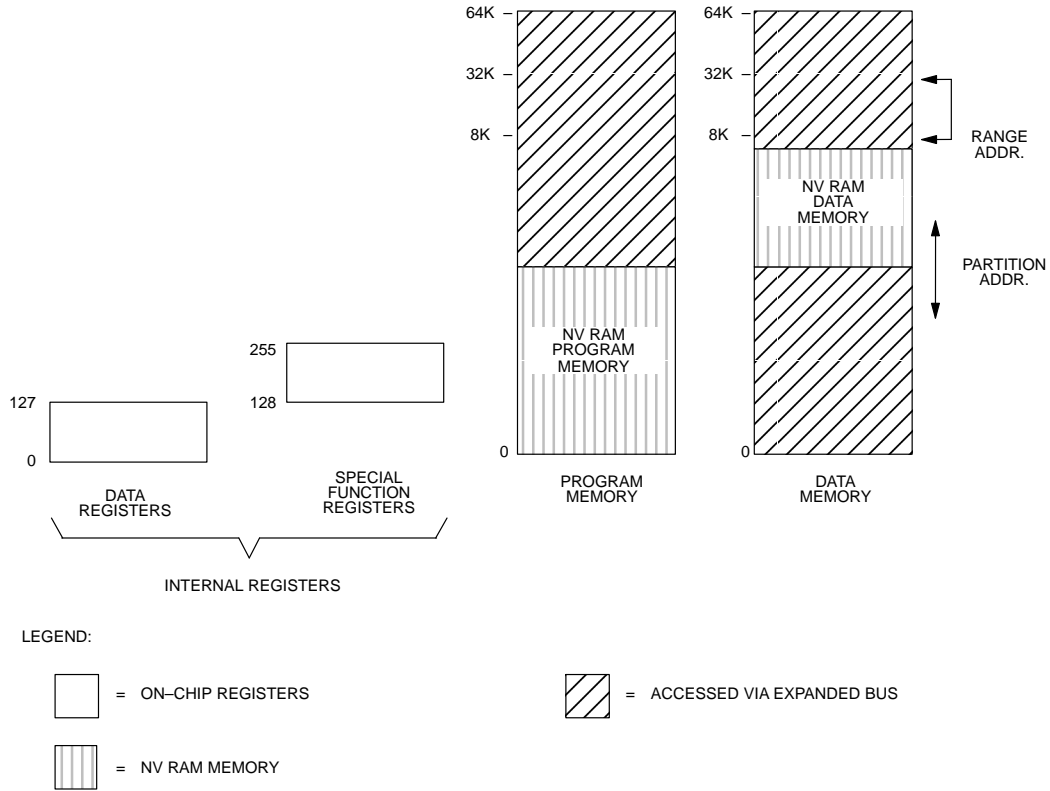 64K –
32K –
8K –
0
NV RAM
PROGRAM
MEMORY
PROGRAM
MEMORY
64K –
32K –
8K –
0
NV RAM
DATA
MEMORY
DATA
MEMORY
RANGE
ADDR.
PARTITION
ADDR.
127
0
DATA
REGISTERS
255
128
SPECIAL
FUNCTION
REGISTERS
INTERNAL REGISTERS
LEGEND:
= ON–CHIP REGISTERS
= ACCESSED VIA EXPANDED BUS
= NV RAM MEMORY